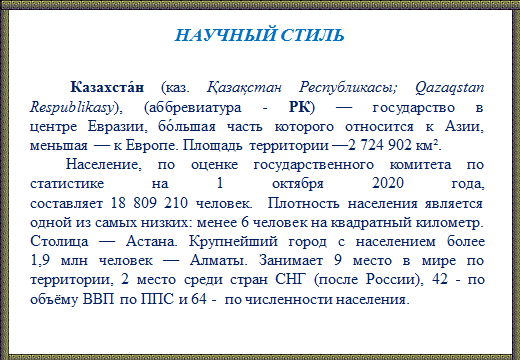 НАУЧНЫЙ СТИЛЬ
Казахста́н (каз. Қазақстан Республикасы; Qazaqstan
Respublikasy), (аббревиатура - РК) — государство в
центре Евразии, бо́льшая часть которого относится к Азии,
меньшая — к Европе. Площадь территории —2 724 902 км².
Население, по оценке государственного комитета по
статистике на 1 октября 2020 года,
составляет 18 809 210 человек. Плотность населения является
одной из самых низких: менее 6 человек на квадратный километр.
Столица — Астана. Крупнейший город с населением более
1,9 млн человек — Алматы. Занимает 9 место в мире по
территории, 2 место среди стран СНГ (после России), 42 - по
объёму ВВП по ППС и 64 - по численности населения.